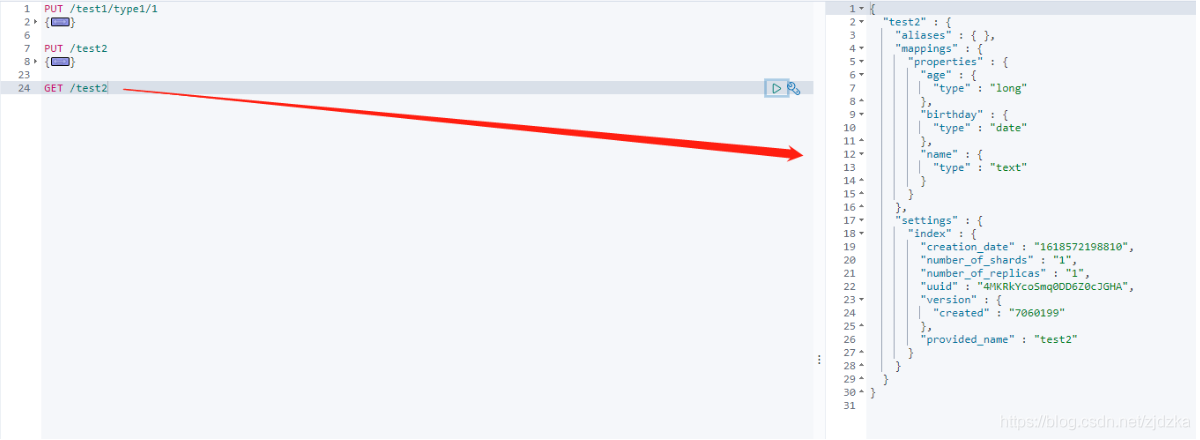 1 PUT /test1/type1/1
2 {}
6
7 PUT /test2
8 {}
23
24 GET /test2
1 {
2 "test2" : {
3 "aliases" : { },
4 "mappings" : {
5 "properties" : {
6 "age" : {
7 "type" : "long"
8 },
9 "birthday" : {
10 "type" : "date"
11 },
12 "name" : {
13 "type" : "text"
14 }
15 }
16 },
17 "settings" : {
18 "index" : {
19 "creation_date" : "1618572198810",
20 "number_of_shards" : "1",
21 "number_of_replicas" : "1",
22 "uuid" : "4MKRkYcoSmq0DD6Z0cJGHA",
23 "version" : {
24 "created" : "7060199"
25 },
26 "provided_name" : "test2"
27 }
28 }
29 }
30 }
31
https://blog.csdn.net/zjdzka